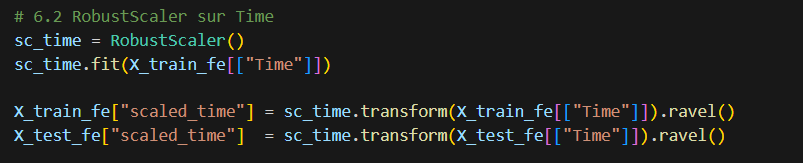 # 6.2 RobustScaler sur Time
sc_time = RobustScaler()
sc_time.fit(X_train_fe[["Time"]])

X_train_fe["scaled_time"] = sc_time.transform(X_train_fe[["Time"]]).ravel()
X_test_fe["scaled_time"]  = sc_time.transform(X_test_fe[["Time"]]).ravel()